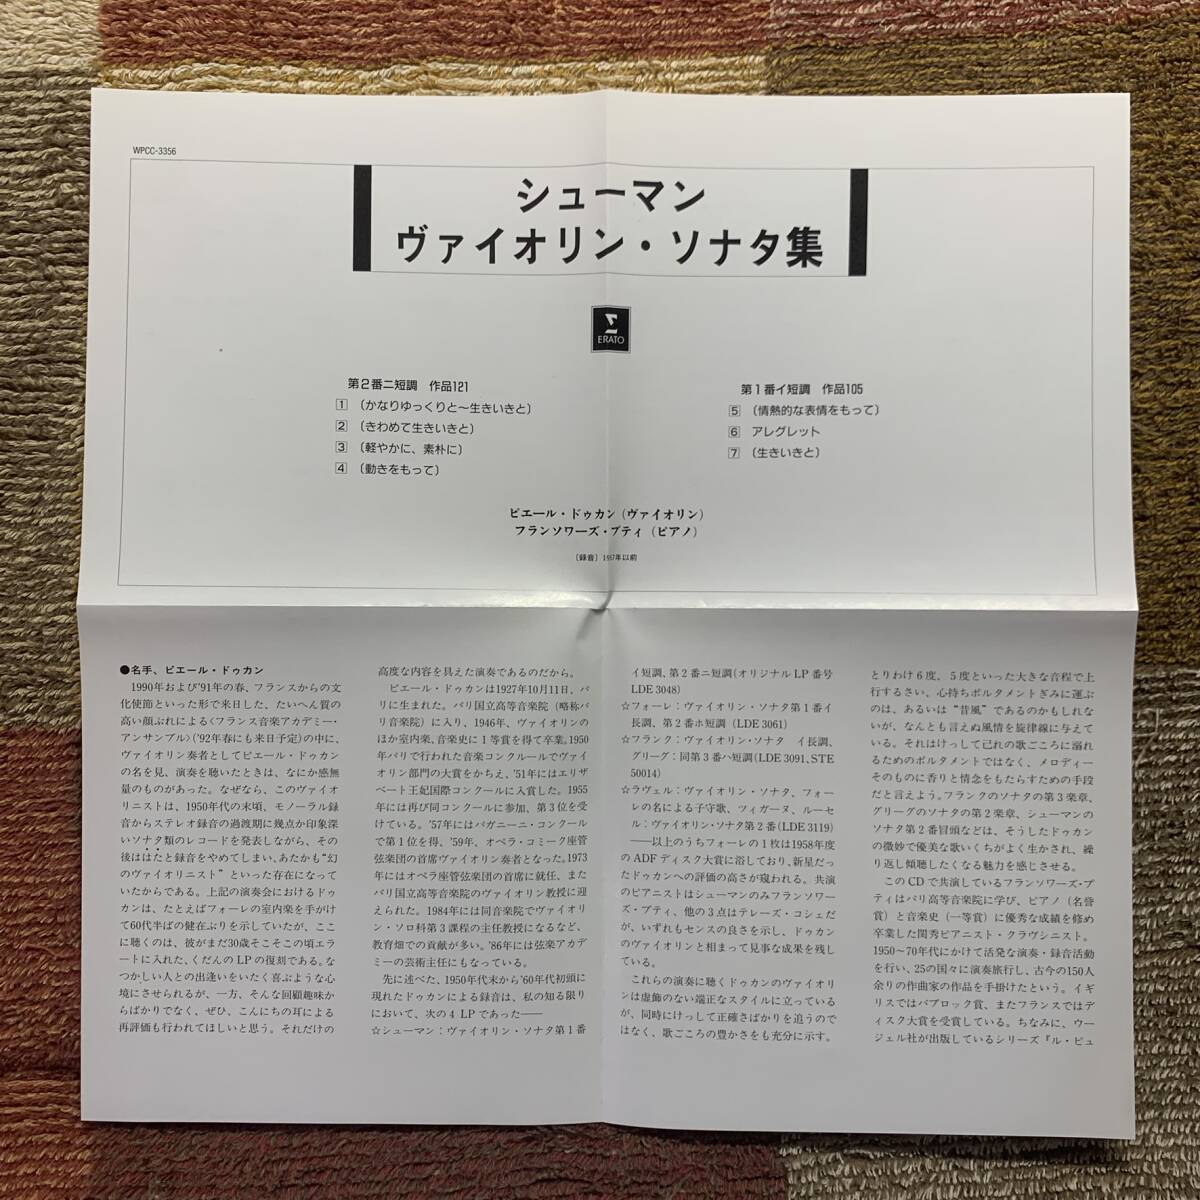 WPCC-3356
シューマン
ヴァイオリン・ソナタ集
ERATO
第2番ニ短調 作品121
1 〔かなりゆっくりと〜生きいきと〕
2 〔きわめて生きいきと〕
3 〔軽やかに、素朴に〕
4 〔動きをもって〕
第1番イ短調 作品105
5 〔情熱的な表情をもって〕
6 アレグレット
7 〔生きいきと〕
ピエール・ドゥカン(ヴァイオリン)
フランソワーズ・プティ(ピアノ)
〔録音〕1957年以前
●名手、ピエール・ドゥカン
1990年および'91年の春、フランスからの文
化使節といった形で来日した、たいへん質の
高い顔ぶれによる〈フランス音楽アカデミー・
アンサンブル〉('92年春にも来日予定)の中に、
ヴァイオリン奏者としてピエール・ドゥカン
の名を見、演奏を聴いたときは、なにか感無
量のものがあった。なぜなら、このヴァイオ
リニストは、1950年代の末頃、モノーラル録
音からステレオ録音の過渡期に幾点か印象深
いソナタ類のレコードを発表しながら、その
後ははたと録音をやめてしまい、あたかも“幻
のヴァイオリニスト”といった存在になって
いたからである。上記の演奏会におけるドゥ
カンは、たとえばフォーレの室内楽を手がけ
て60代半ばの健在ぶりを示していたが、ここ
に聴くのは、彼がまだ30歳そこそこの頃エラ
ートに入れた、くだんのLPの復刻である。な
つかしい人との出逢いをいたく喜ぶような心
境にさせられるが、一方、そんな回顧趣味か
らばかりでなく、ぜひ、こんにちの耳による
再評価も行われてほしいと思う。それだけの
高度な内容を具えた演奏であるのだから。
ピエール・ドゥカンは1927年10月11日、パ
リに生まれた。パリ国立高等音楽院(略称パ
リ音楽院)に入り、1946年、ヴァイオリンの
ほか室内楽、音楽史に1等賞を得て卒業。1950
年パリで行われた音楽コンクールでヴァイ
オリン部門の大賞をかちえ、'51年にはエリザ
ベート王妃国際コンクールに入賞した。1955
年には再び同コンクールに参加、第3位を受
けている。'57年にはパガニーニ・コンクール
で第1位を得、'59年、オペラ・コミーク座管
弦楽団の首席ヴァイオリン奏者となった。1973
年にはオペラ座管弦楽団の首席に就任、また
パリ国立高等音楽院のヴァイオリン教授に迎
えられた。1984年には同音楽院でヴァイオリ
ン・ソロ科第3課程の主任教授になるなど、
教育畑での貢献が多い。'86年には弦楽アカデ
ミーの芸術主任にもなっている。
先に述べた、1950年代末から'60年代初頭に
現れたドゥカンによる録音は、私の知る限り
において、次の4LPであった——
☆シューマン：ヴァイオリン・ソナタ第1番
イ短調、第2番ニ短調(オリジナルLP番号
LDE 3048)
☆フォーレ：ヴァイオリン・ソナタ第1番イ
長調、第2番ホ短調(LDE 3061)
☆フランク：ヴァイオリン・ソナタ イ長調、
グリーグ：同第3番ハ短調(LDE 3091、STE
50014)
☆ラヴェル：ヴァイオリン・ソナタ、フォー
レの名による子守歌、ツィガーヌ、ルーセ
ル：ヴァイオリン・ソナタ第2番(LDE 3119)
——以上のうちフォーレの1枚は1958年度
のADFディスク大賞に浴しており、新星だっ
たドゥカンへの評価の高さが窺われる。共演
のピアニストはシューマンのみフランソワー
ズ・プティ、他の3点はテレーズ・コシェだ
が、いずれもセンスの良さを示し、ドゥカン
のヴァイオリンと相まって見事な成果を残し
ている。
これらの演奏に聴くドゥカンのヴァイオリ
ンは虚飾のない端正なスタイルに立っている
が、同時にけっして正確さばかりを追うので
はなく、歌ごころの豊かさをも充分に示す。
とりわけ6度、5度といった大きな音程で上
行するさい、心持ちポルタメントぎみに運ぶ
のは、あるいは“昔風”であるのかもしれな
いが、なんとも言えぬ風情を旋律線に与えて
いる。それはけっして己れの歌ごころに溺れ
るためのポルタメントではなく、メロディー
そのものに香りと情念をもたらすための手段
だと言えよう。フランクのソナタの第3楽章、
グリーグのソナタの第2楽章、シューマンの
ソナタ第2番冒頭などは、そうしたドゥカン
の微妙で優美な歌いくちがよく生かされ、繰
り返し傾聴したくなる魅力を感じさせる。
このCDで共演しているフランソワーズ・プ
ティはパリ高等音楽院に学び、ピアノ(名誉
賞)と音楽史(一等賞)に優秀な成績を修め
卒業した閨秀ピアニスト・クラヴシニスト。
1950〜70年代にかけて活発な演奏・録音活動
を行い、25の国々に演奏旅行し、古今の150人
余りの作曲家の作品を手掛けたという。イギ
リスではバブロック賞、またフランスではデ
ィスク大賞を受賞している。ちなみに、ウー
ジェル社が出版しているシリーズ『ル・ピュ